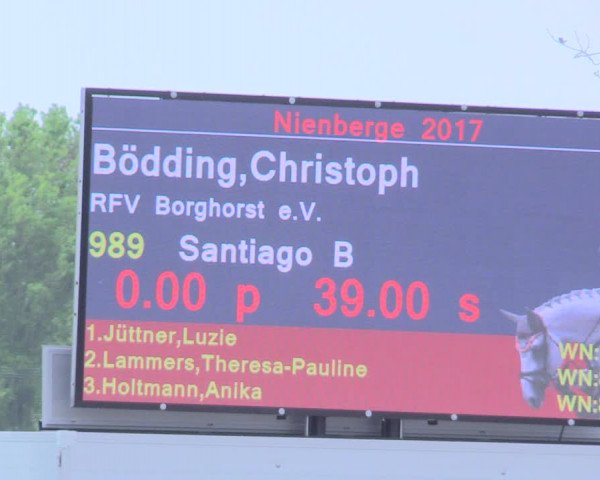 Nienberge 2017
Bödding,Christoph
RFV Borghorst e.V.
989 Santiago B
0.00 p 39.00 s
1.Jüttner,Luzie WN:
2.Lammers,Theresa-Pauline WN:
3.Holtmann,Anika WN: